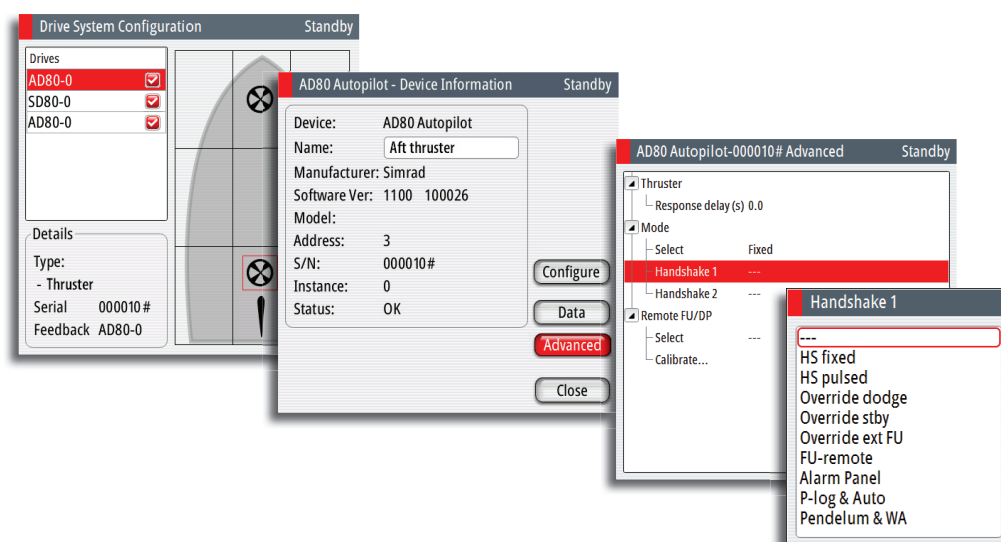 Drive System Configuration Standby
Drives
AD80-0
SD80-0
AD80-0
Details
Type:
- Thruster
Serial 000010#
Feedback AD80-0
AD80 Autopilot - Device Information Standby
Device: AD80 Autopilot
Name: Aft thruster
Manufacturer: Simrad
Software Ver: 1100 100026
Model:
Address: 3
S/N: 000010#
Instance: 0
Status: OK
Configure
Data
Advanced
Close
AD80 Autopilot-000010# Advanced Standby
Thruster
Response delay (s) 0.0
Mode
Select Fixed
Handshake 1 ---
Handshake 2 ---
Remote FU/DP
Select ---
Calibrate...
Handshake 1
---
HS fixed
HS pulsed
Override dodge
Override stby
Override ext FU
FU-remote
Alarm Panel
P-log & Auto
Pendelum & WA